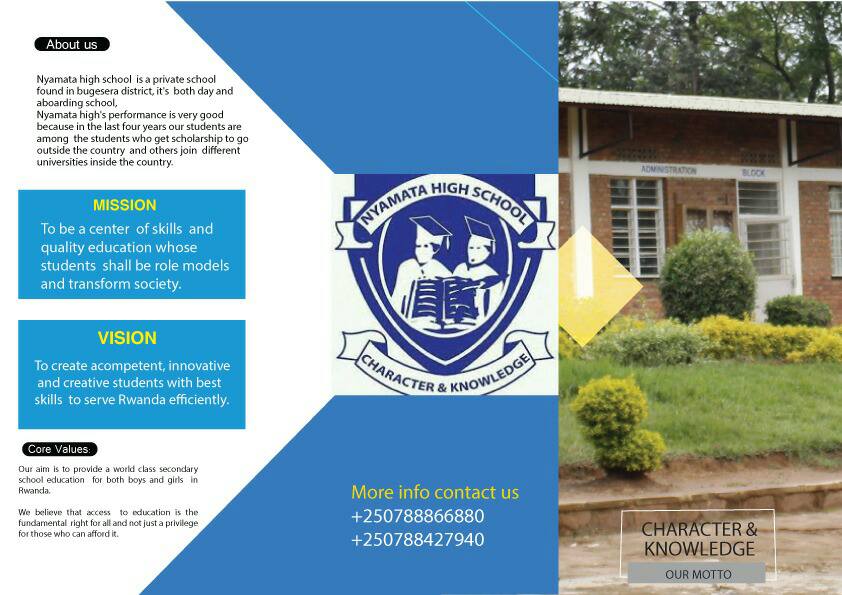 About us
Nyamata high school is a private school
found in bugesera district, it's both day and
aboarding school,
Nyamata high's performance is very good
because in the last four years our students are
among the students who get scholarship to go
outside the country and others join different
universities inside the country.
MISSION
To be a center of skills and
quality education whose
students shall be role models
and transform society.
VISION
To create acompetent, innovative
and creative students with best
skills to serve Rwanda efficiently.
Core Values:
Our aim is to provide a world class secondary
school education for both boys and girls in
Rwanda.
We believe that access to education is the
fundamental right for all and not just a privilege
for those who can afford it.
NYAMATA HIGH SCHOOL
CHARACTER & KNOWLEDGE
More info contact us
+250788866880
+250788427940
ADMINISTRATION BLOCK
CHARACTER &
KNOWLEDGE
OUR MOTTO